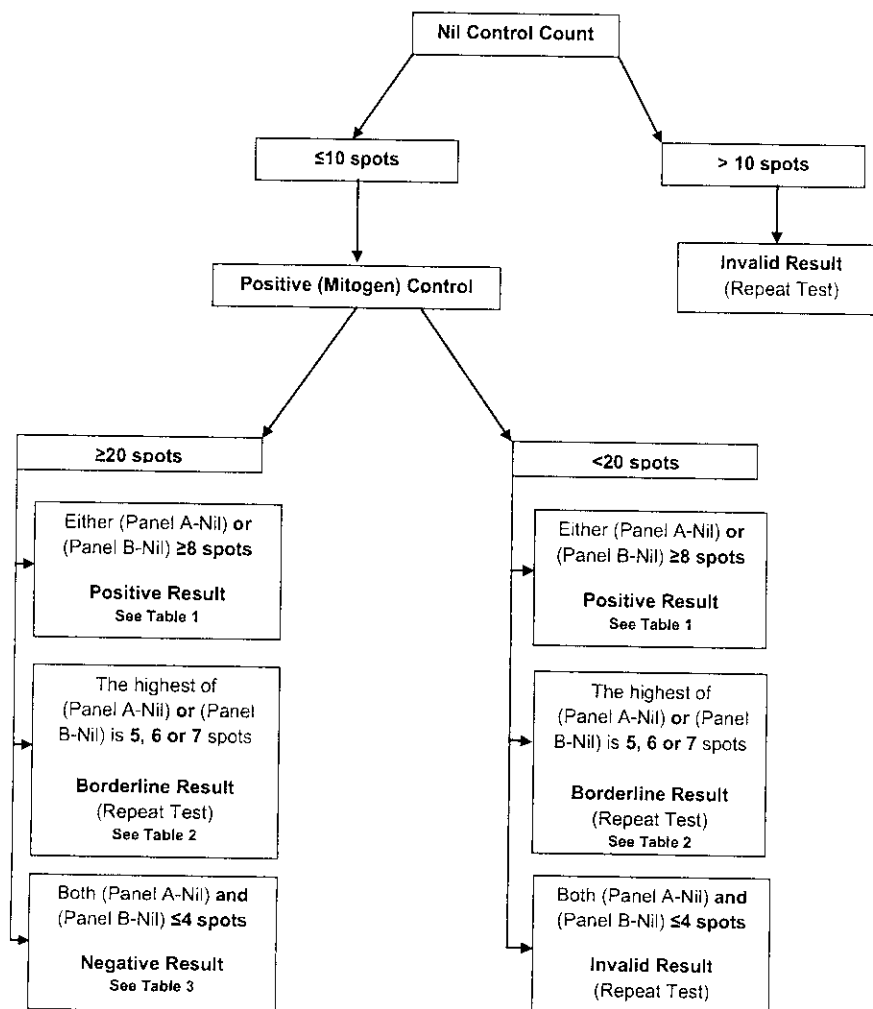 Nil Control Count
≤10 spots
> 10 spots
Invalid Result
(Repeat Test)
Positive (Mitogen) Control
≥20 spots
Either (Panel A-Nil) or
(Panel B-Nil) ≥8 spots
Positive Result
See Table 1
The highest of
(Panel A-Nil) or (Panel
B-Nil) is 5, 6 or 7 spots
Borderline Result
(Repeat Test)
See Table 2
Both (Panel A-Nil) and
(Panel B-Nil) ≤4 spots
Negative Result
See Table 3
<20 spots
Either (Panel A-Nil) or
(Panel B-Nil) ≥8 spots
Positive Result
See Table 1
The highest of
(Panel A-Nil) or (Panel
B-Nil) is 5, 6 or 7 spots
Borderline Result
(Repeat Test)
See Table 2
Both (Panel A-Nil) and
(Panel B-Nil) ≤4 spots
Invalid Result
(Repeat Test)